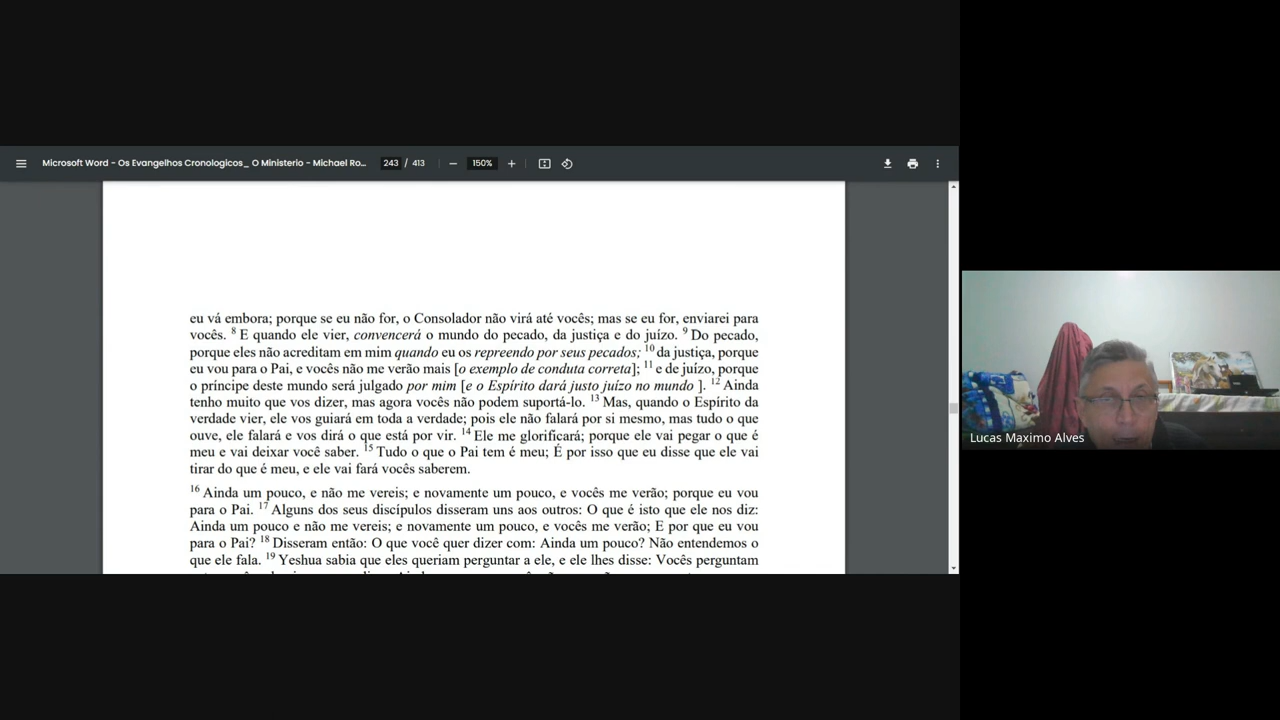 Microsoft Word - Os Evangelhos Cronologicos_ O Ministerio - Michael Ro... 243 / 413 150%
eu vá embora; porque se eu não for, o Consolador não virá até vocês; mas se eu for, enviarei para
vocês. 8 E quando ele vier, convencerá o mundo do pecado, da justiça e do juízo. 9 Do pecado,
porque eles não acreditam em mim quando eu os repreendo por seus pecados; 10 da justiça, porque
eu vou para o Pai, e vocês não me verão mais [o exemplo de conduta correta]; 11 e de juízo, porque
o príncipe deste mundo será julgado por mim [e o Espírito dará justo juízo no mundo ]. 12 Ainda
tenho muito que vos dizer, mas agora vocês não podem suportá-lo. 13 Mas, quando o Espírito da
verdade vier, ele vos guiará em toda a verdade; pois ele não falará por si mesmo, mas tudo o que
ouve, ele falará e vos dirá o que está por vir. 14 Ele me glorificará; porque ele vai pegar o que é
meu e vai deixar você saber. 15 Tudo o que o Pai tem é meu; É por isso que eu disse que ele vai
tirar do que é meu, e ele vai fará vocês saberem.
16 Ainda um pouco, e não me vereis; e novamente um pouco, e vocês me verão; porque eu vou
para o Pai. 17 Alguns dos seus discípulos disseram uns aos outros: O que é isto que ele nos diz:
Ainda um pouco e não me vereis; e novamente um pouco, e vocês me verão; E por que eu vou
para o Pai? 18 Disseram então: O que você quer dizer com: Ainda um pouco? Não entendemos o
que ele fala. 19 Yeshua sabia que eles queriam perguntar a ele, e ele lhes disse: Vocês perguntam
Lucas Maximo Alves